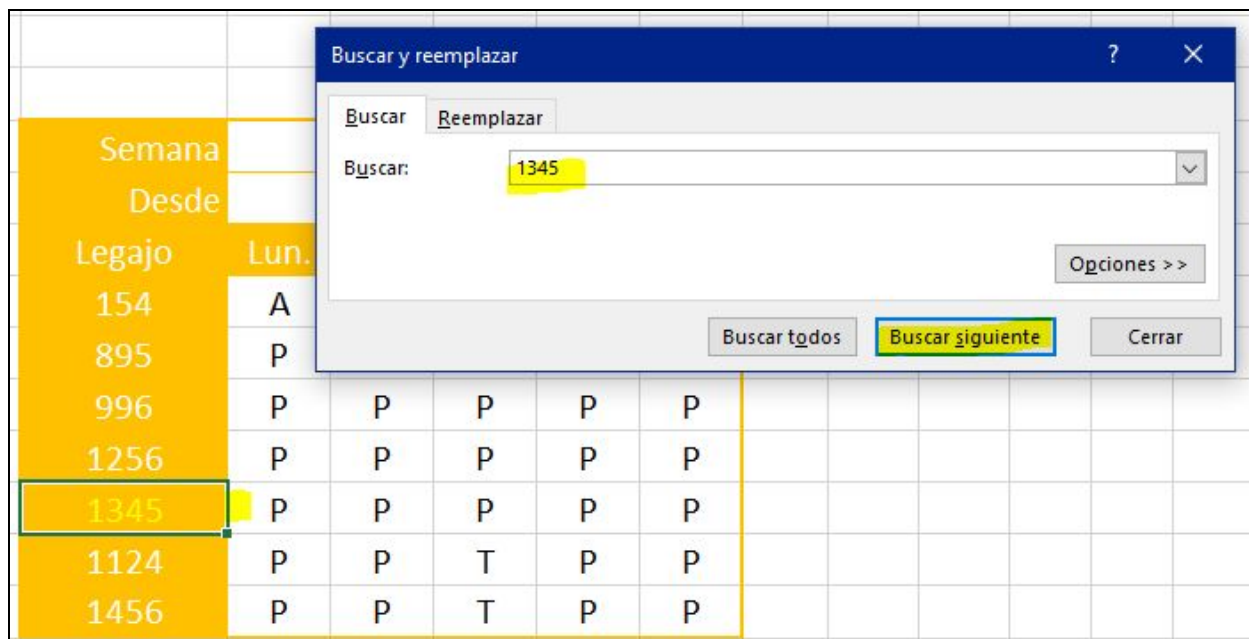 Buscar y reemplazar ? ×
Buscar Reemplazar
Buscar: 1345
Opciones >>
Buscar todos Buscar siguiente Cerrar
Semana
Desde
Legajo Lun.
154 A
895 P
996 P P P P P
1256 P P P P P
1345 P P P P P
1124 P P T P P
1456 P P T P P